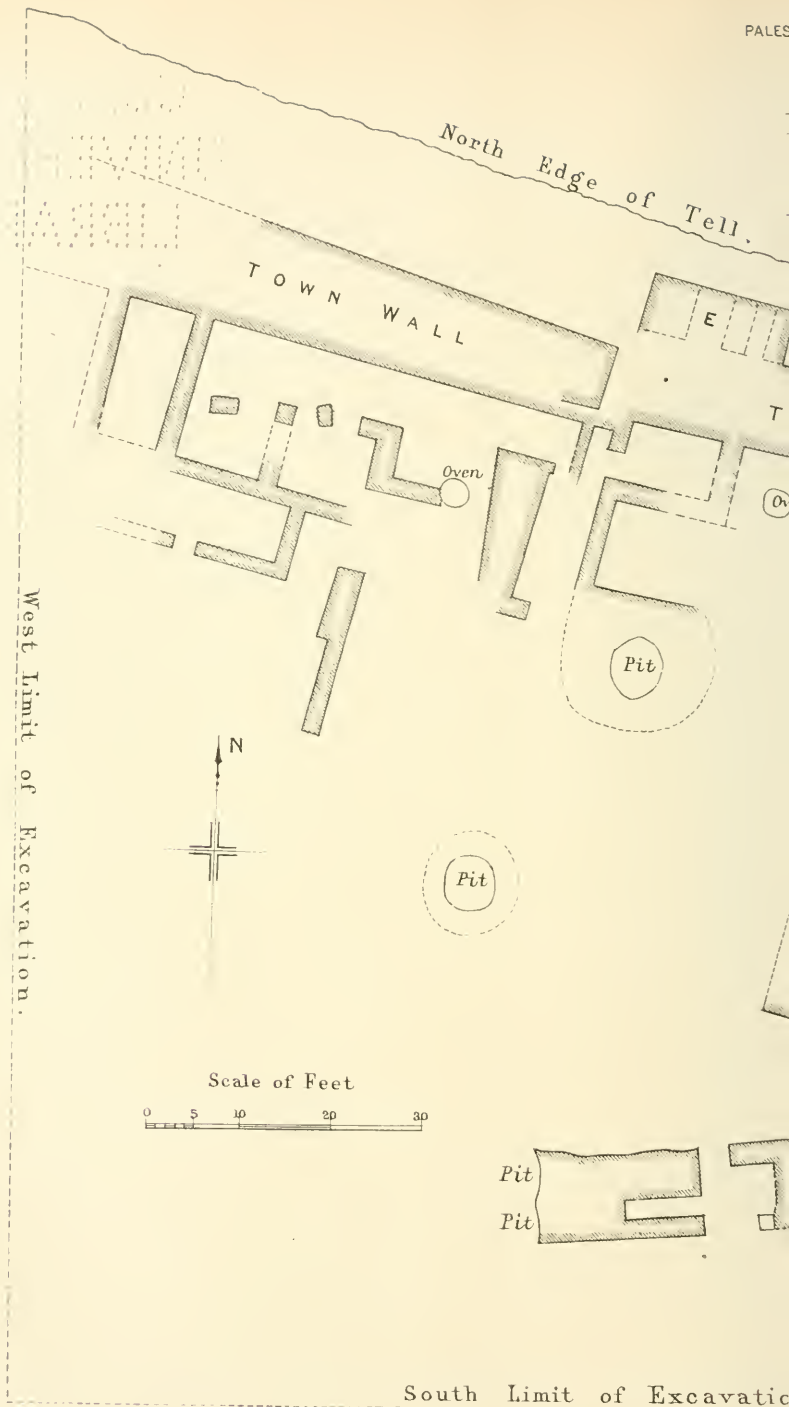 PALES
North Edge of Tell.
TOWN WALL
E
T
Oven
Ov
Pit
West Limit of Excavation.
N
Pit
Scale of Feet
0 5 10 20 30
Pit
Pit
South Limit of Excavatio